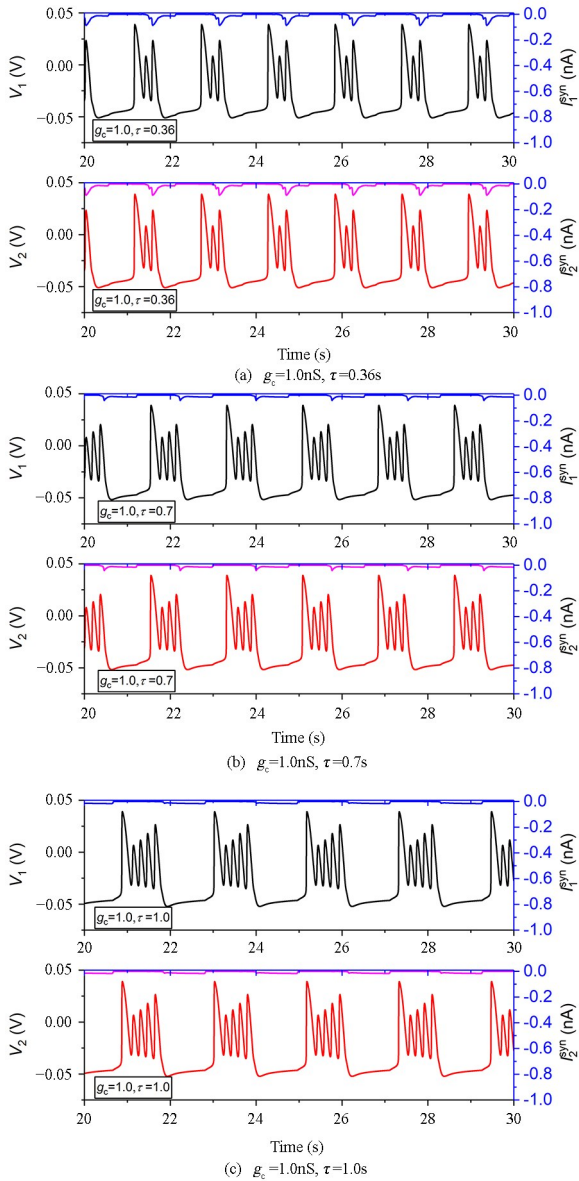 0.05 0.0
-0.2
0.00 -0.4
-0.6
−0.05 -0.8
-1.0
V1 (V)
I1syn (nA)
gc=1.0,τ=0.36
20 22 24 26 28 30
0.05 0.0
-0.2
0.00 -0.4
-0.6
−0.05 -0.8
-1.0
V2 (V)
I2syn (nA)
gc=1.0,τ=0.36
20 22 24 26 28 30
Time (s)
(a) gc=1.0nS, τ=0.36s
0.05 0.0
-0.2
0.00 -0.4
-0.6
−0.05 -0.8
-1.0
V1 (V)
I1syn (nA)
gc=1.0,τ=0.7
20 22 24 26 28 30
0.05 0.0
-0.2
0.00 -0.4
-0.6
−0.05 -0.8
-1.0
V2 (V)
I2syn (nA)
gc=1.0,τ=0.7
20 22 24 26 28 30
Time (s)
(b) gc=1.0nS, τ=0.7s
0.05 0.0
-0.2
0.00 -0.4
-0.6
−0.05 -0.8
-1.0
V1 (V)
I1syn (nA)
gc=1.0,τ=1.0
20 22 24 26 28 30
0.05 0.0
-0.2
0.00 -0.4
-0.6
−0.05 -0.8
-1.0
V2 (V)
I2syn (nA)
gc=1.0,τ=1.0
20 22 24 26 28 30
Time (s)
(c) gc=1.0nS, τ=1.0s